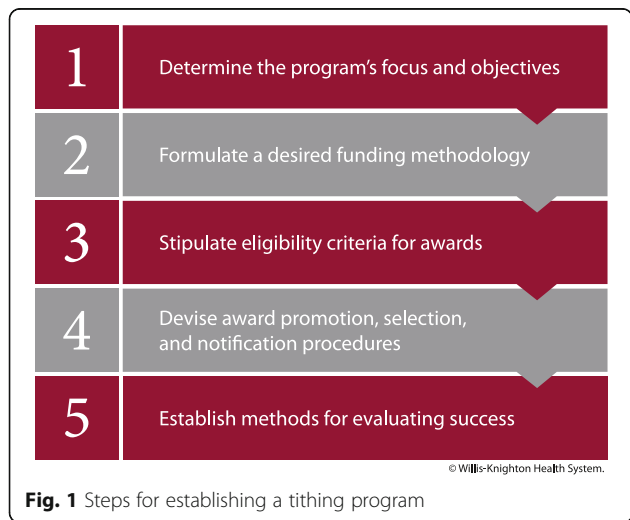 1
Determine the program's focus and objectives
2
Formulate a desired funding methodology
3
Stipulate eligibility criteria for awards
4
Devise award promotion, selection,
and notification procedures
5
Establish methods for evaluating success
© Willis-Knighton Health System.
Fig. 1 Steps for establishing a tithing program